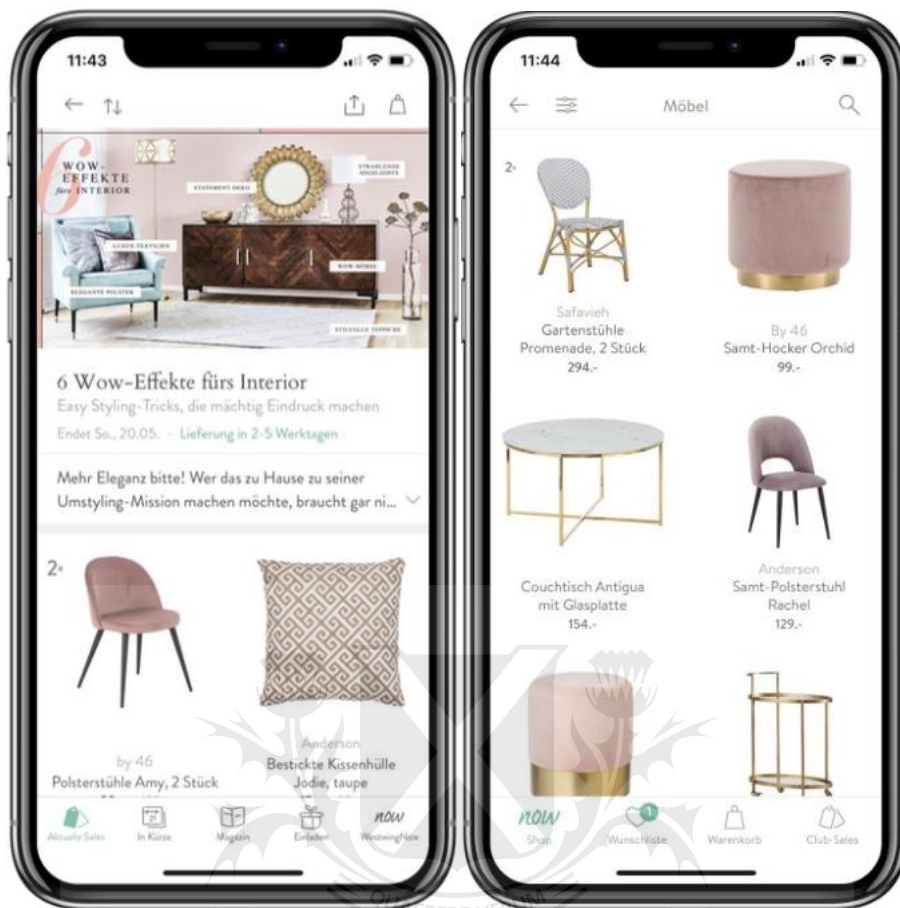 11:43
6
WOW-
EFFEKTE
fürs INTERIOR
STATEMENT-DEKO
STRAHLENDE
HIGHLIGHTS
LUXUS-TEXTILIEN
WOW-MÖBEL
ELEGANTE POLSTER
STILVOLLE TEPPICHE
6 Wow-Effekte fürs Interior
Easy Styling-Tricks, die mächtig Eindruck machen
Endet So., 20.05. · Lieferung in 2-5 Werktagen
Mehr Eleganz bitte! Wer das zu Hause zu seiner
Umstyling-Mission machen möchte, braucht gar ni...
2x
by 46
Polsterstühle Amy, 2 Stück
Anderson
Bestickte Kissenhülle
Jodie, taupe
Aktuelle Sales
In Kürze
Magazin
Einladen
now
WestwingNow
11:44
Möbel
2x
Safavieh
Gartenstühle
Promenade, 2 Stück
294.-
By 46
Samt-Hocker Orchid
99.-
Couchtisch Antigua
mit Glasplatte
154.-
Anderson
Samt-Polsterstuhl
Rachel
129.-
now
Shop
1
Wunschliste
Warenkorb
Club-Sales